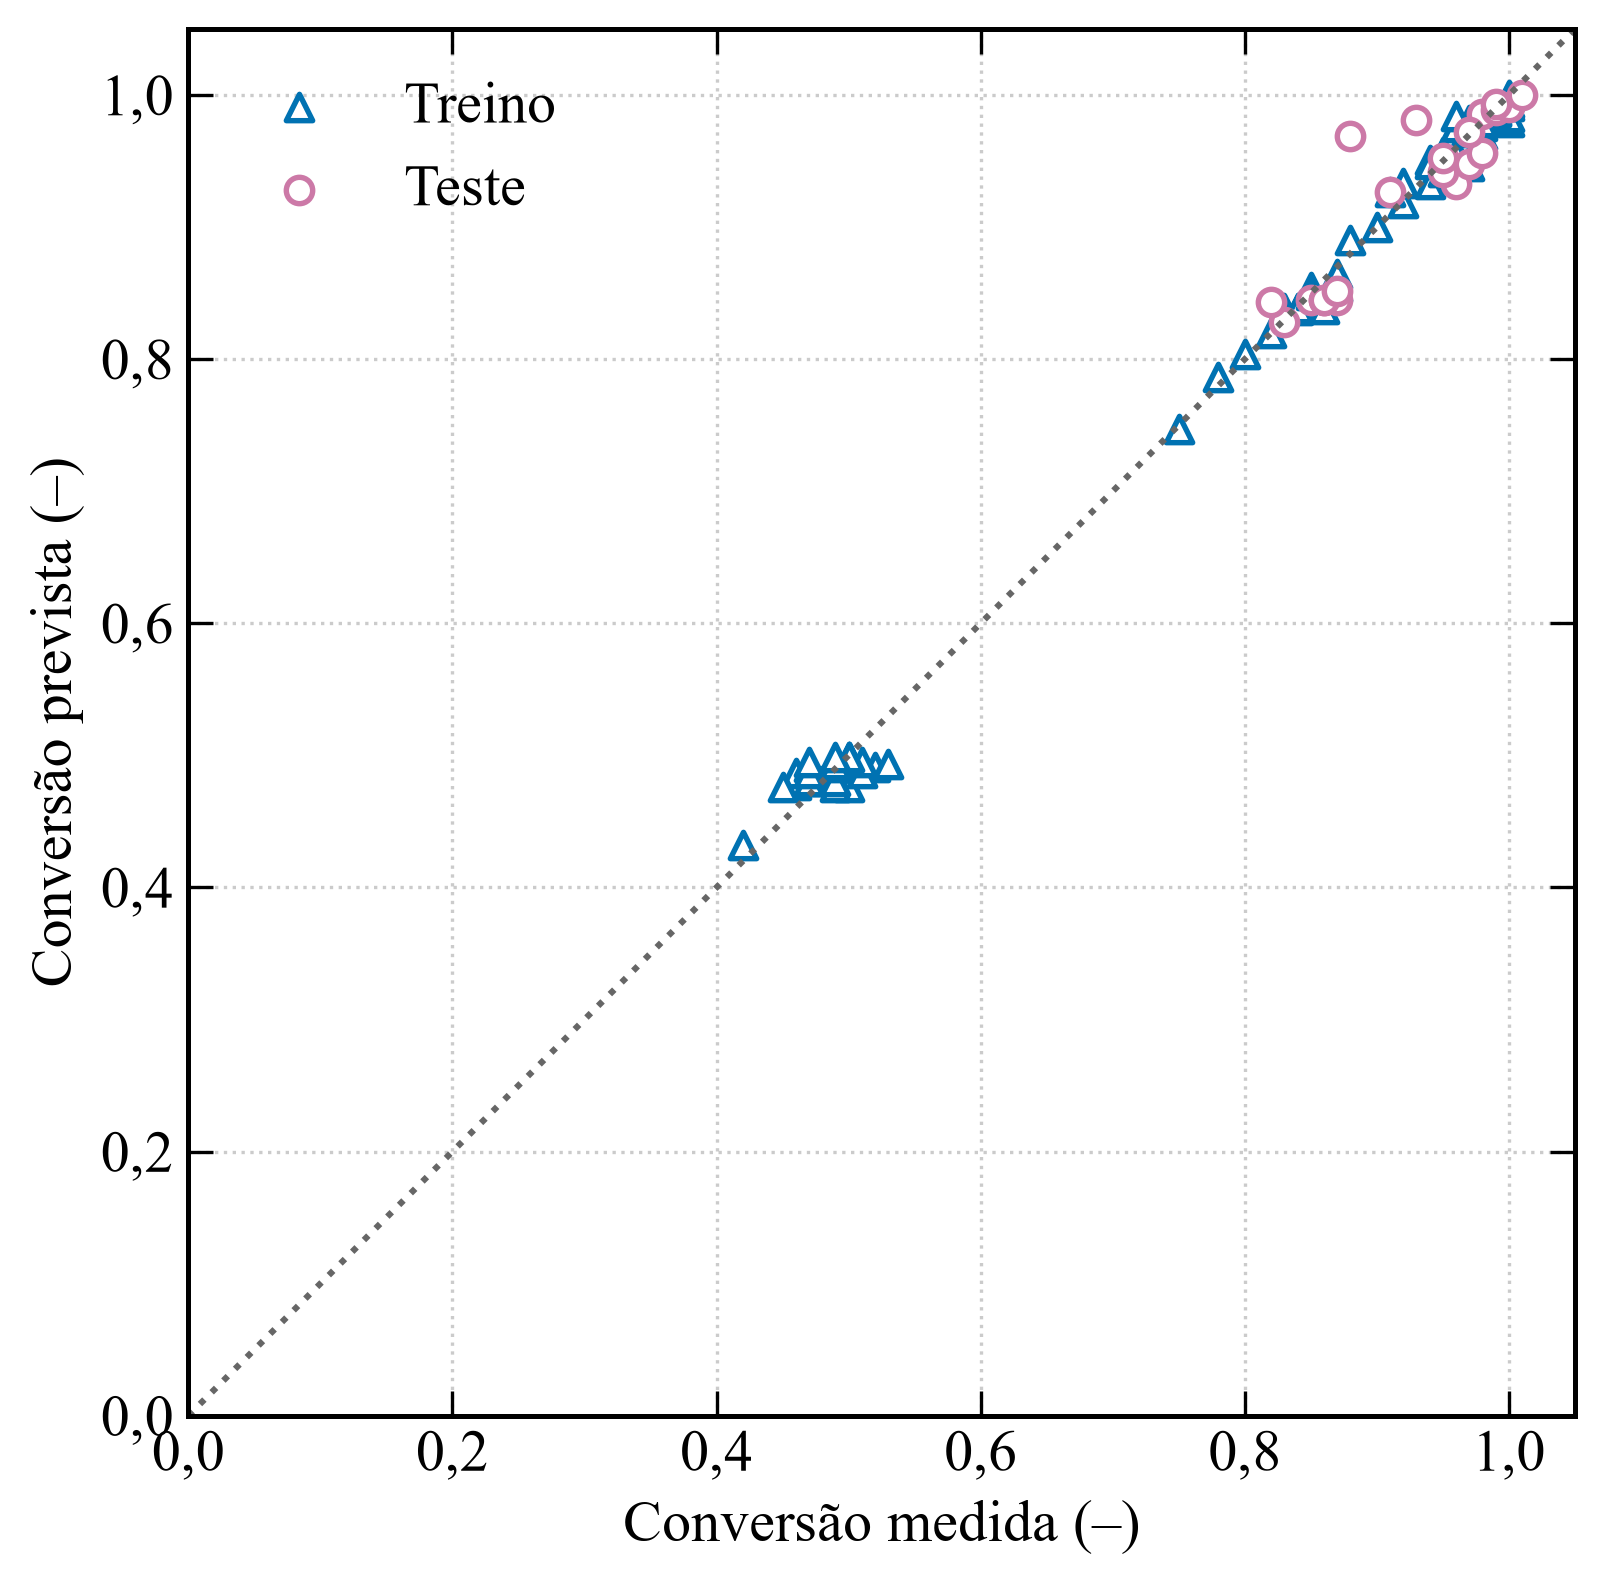 Treino
Teste
Conversão prevista (–)
1,0
0,8
0,6
0,4
0,2
0,0
0,0 0,2 0,4 0,6 0,8 1,0
Conversão medida (–)